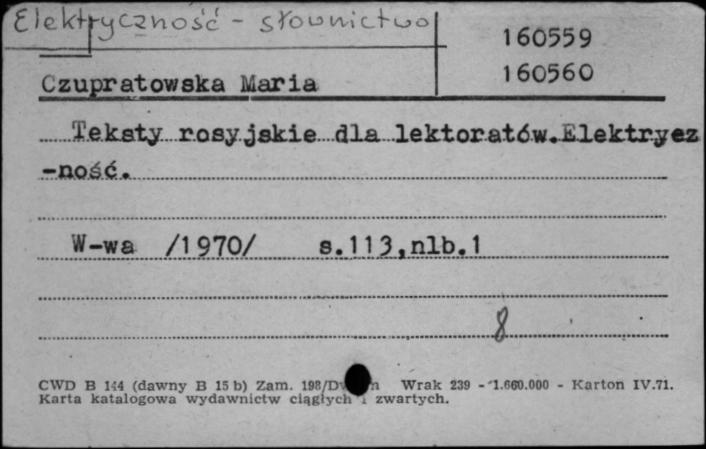 Elektryczność - słownictwo
160559
160560
Czupratowska Maria
Teksty rosyjskie dla lektoratów.Elektryez
-ność.
W-wa /1970/ s.113,nlb.1
8
CWD B 144 (dawny B 15 b) Zam. 198/D Wrak 239 - 1.660.000 - Karton IV.71.
Karta katalogowa wydawnictw ciągłych i zwartych.